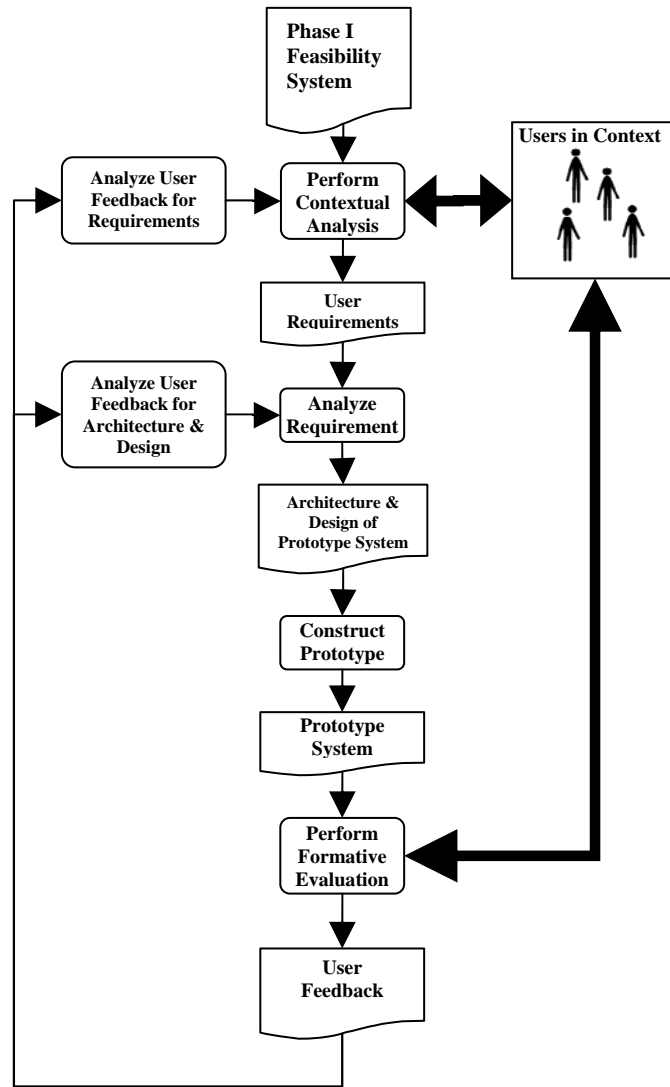 Phase I
Feasibility
System
Users in Context
Analyze User
Feedback for
Requirements
Perform
Contextual
Analysis
User
Requirements
Analyze User
Feedback for
Architecture &
Design
Analyze
Requirement
Architecture &
Design of
Prototype System
Construct
Prototype
Prototype
System
Perform
Formative
Evaluation
User
Feedback